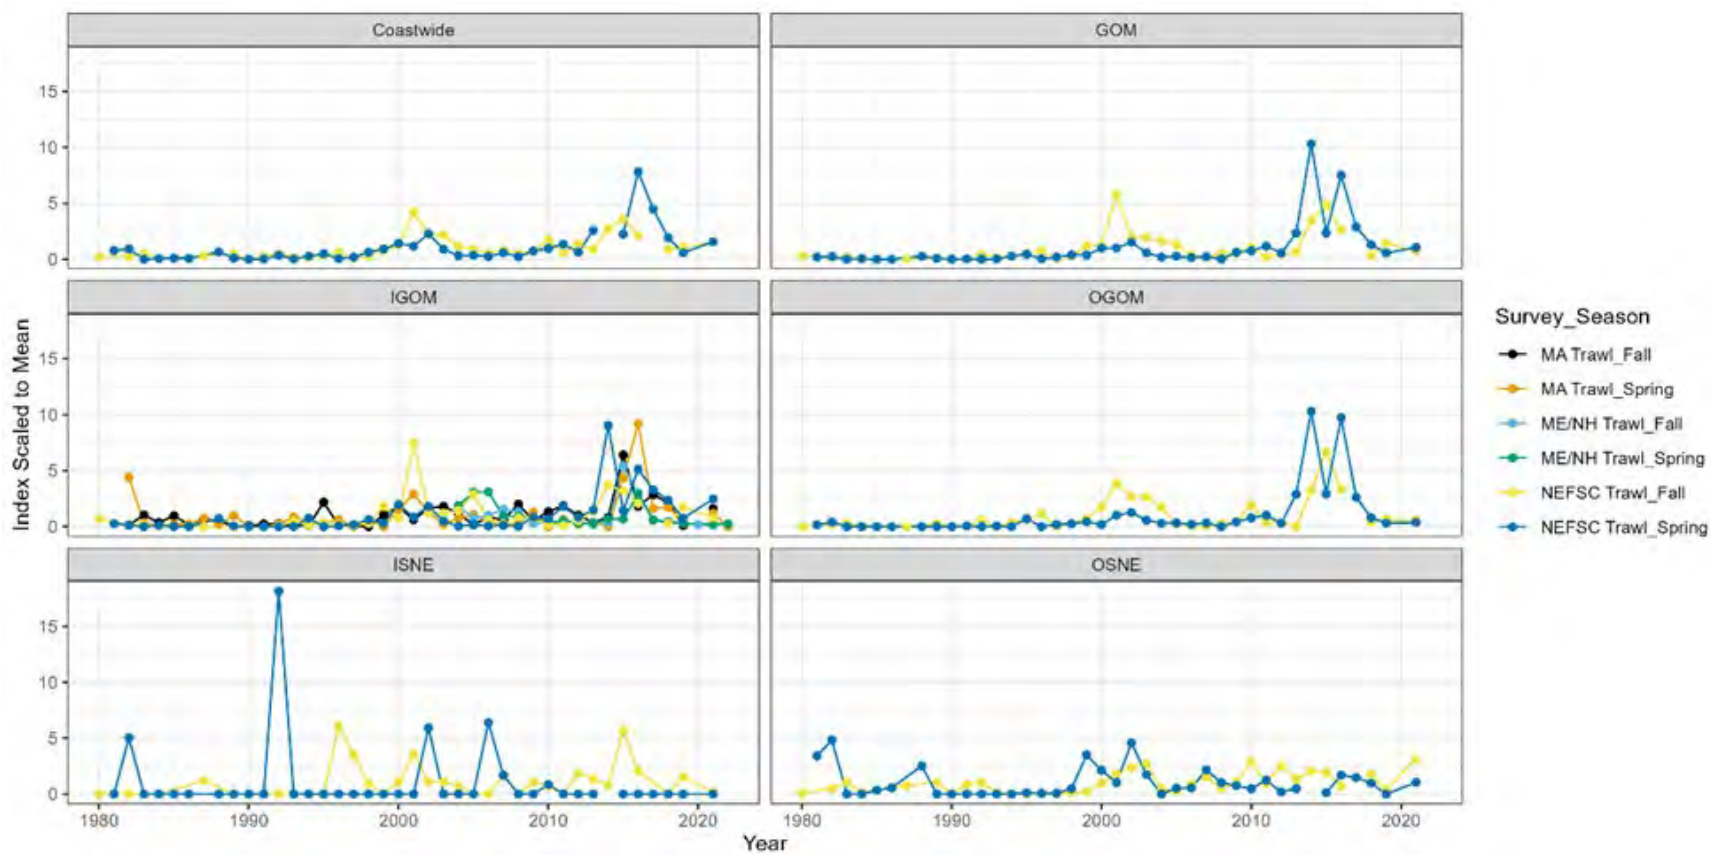 Coastwide
GOM
15
10
5
0
IGOM
OGOM
15
10
5
0
ISNE
OSNE
15
10
5
0
1980 1990 2000 2010 2020
1980 1990 2000 2010 2020
Year
Index Scaled to Mean
Survey_Season
MA Trawl_Fall
MA Trawl_Spring
ME/NH Trawl_Fall
ME/NH Trawl_Spring
NEFSC Trawl_Fall
NEFSC Trawl_Spring